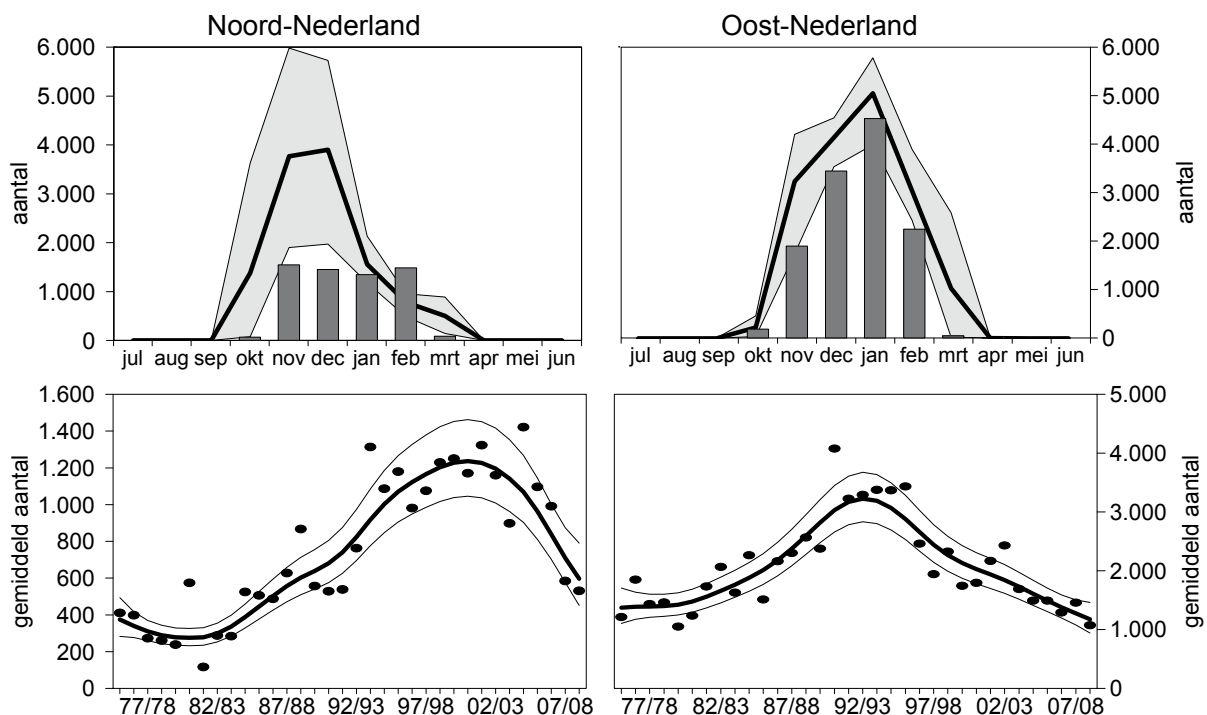 Noord-Nederland
Oost-Nederland
6.000
5.000
4.000
3.000
2.000
1.000
0
aantal
jul aug sep okt nov dec jan feb mrt apr mei jun
6.000
5.000
4.000
3.000
2.000
1.000
0
aantal
jul aug sep okt nov dec jan feb mrt apr mei jun
1.600
1.400
1.200
1.000
800
600
400
200
0
gemiddeld aantal
77/78 82/83 87/88 92/93 97/98 02/03 07/08
5.000
4.000
3.000
2.000
1.000
0
gemiddeld aantal
77/78 82/83 87/88 92/93 97/98 02/03 07/08